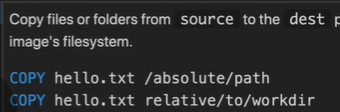 Copy files or folders from source to the dest
image's filesystem.
COPY hello.txt /absolute/path
COPY hello.txt relative/to/workdir